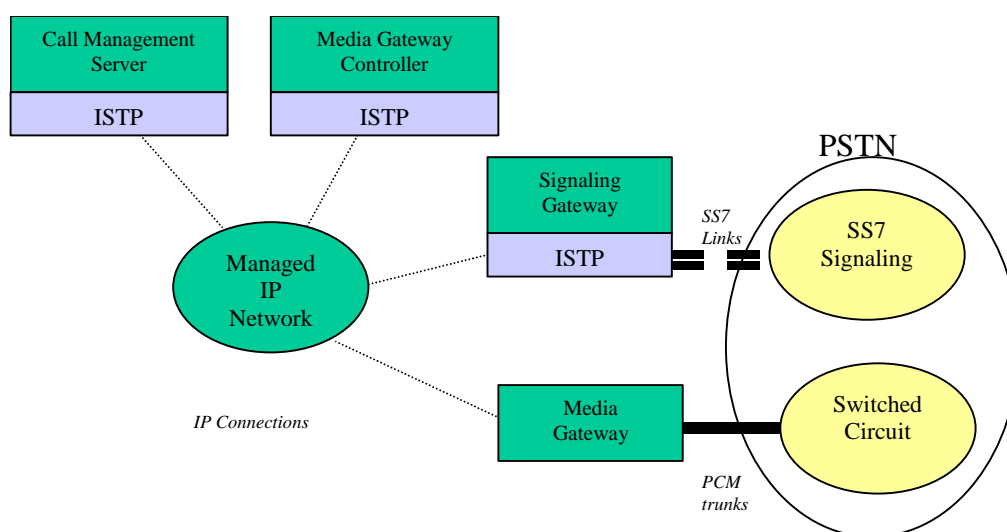 Call Management
Server
ISTP
Media Gateway
Controller
ISTP
PSTN
Signaling
Gateway
ISTP
SS7
Links
SS7
Signaling
Managed
IP
Network
IP Connections
Media
Gateway
PCM
trunks
Switched
Circuit